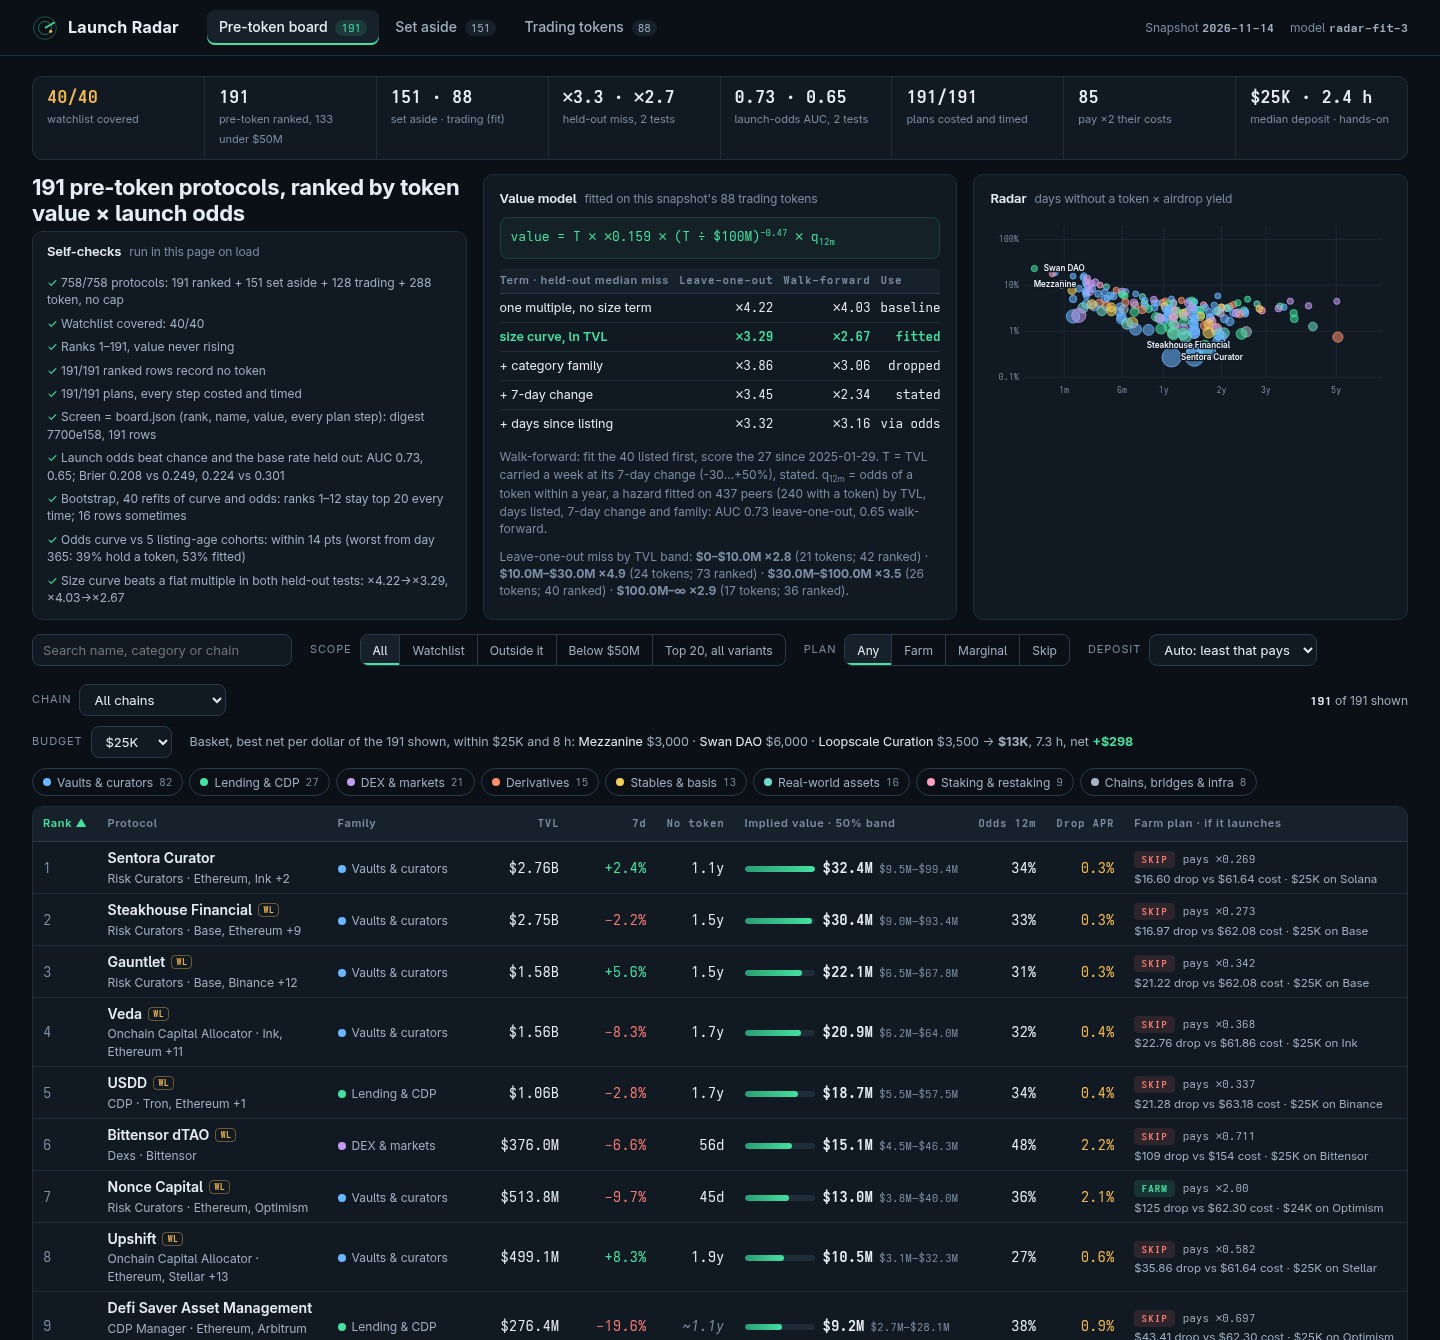 Launch Radar
Pre-token board 191
Set aside 151
Trading tokens 88
Snapshot 2026-11-14 model radar-fit-3
40/40
watchlist covered
191
pre-token ranked, 133
under $50M
151 · 88
set aside · trading (fit)
×3.3 · ×2.7
held-out miss, 2 tests
0.73 · 0.65
launch-odds AUC, 2 tests
191/191
plans costed and timed
85
pay ×2 their costs
$25K · 2.4 h
median deposit · hands-on
191 pre-token protocols, ranked by token
value × launch odds
Self-checks run in this page on load
✓ 758/758 protocols: 191 ranked + 151 set aside + 128 trading + 288
token, no cap
✓ Watchlist covered: 40/40
✓ Ranks 1–191, value never rising
✓ 191/191 ranked rows record no token
✓ 191/191 plans, every step costed and timed
✓ Screen = board.json (rank, name, value, every plan step): digest
7700e158, 191 rows
✓ Launch odds beat chance and the base rate held out: AUC 0.73,
0.65; Brier 0.208 vs 0.249, 0.224 vs 0.301
✓ Bootstrap, 40 refits of curve and odds: ranks 1–12 stay top 20 every
time; 16 rows sometimes
✓ Odds curve vs 5 listing-age cohorts: within 14 pts (worst from day
365: 39% hold a token, 53% fitted)
✓ Size curve beats a flat multiple in both held-out tests: ×4.22→×3.29,
×4.03→×2.67
Value model fitted on this snapshot's 88 trading tokens
value = T × ×0.159 × (T ÷ $100M)−0.47 × q12m
Term · held-out median miss Leave-one-out Walk-forward Use
one multiple, no size term ×4.22 ×4.03 baseline
size curve, ln TVL ×3.29 ×2.67 fitted
+ category family ×3.86 ×3.06 dropped
+ 7-day change ×3.45 ×2.34 stated
+ days since listing ×3.32 ×3.16 via odds
Walk-forward: fit the 40 listed first, score the 27 since 2025-01-29. T = TVL
carried a week at its 7-day change (-30…+50%), stated. q12m = odds of a
token within a year, a hazard fitted on 437 peers (240 with a token) by TVL,
days listed, 7-day change and family: AUC 0.73 leave-one-out, 0.65 walk-
forward.
Leave-one-out miss by TVL band: $0–$10.0M ×2.8 (21 tokens; 42 ranked) ·
$10.0M–$30.0M ×4.9 (24 tokens; 73 ranked) · $30.0M–$100.0M ×3.5 (26
tokens; 40 ranked) · $100.0M–∞ ×2.9 (17 tokens; 36 ranked).
Radar days without a token × airdrop yield
100%
10%
1%
0.1%
Swan DAO
Mezzanine
Steakhouse Financial
Sentora Curator
1m 6m 1y 2y 3y 5y
Search name, category or chain
SCOPE All Watchlist Outside it Below $50M Top 20, all variants
PLAN Any Farm Marginal Skip
DEPOSIT Auto: least that pays
CHAIN All chains
191 of 191 shown
BUDGET $25K Basket, best net per dollar of the 191 shown, within $25K and 8 h: Mezzanine $3,000 · Swan DAO $6,000 · Loopscale Curation $3,500 → $13K, 7.3 h, net +$298
Vaults & curators 82
Lending & CDP 27
DEX & markets 21
Derivatives 15
Stables & basis 13
Real-world assets 16
Staking & restaking 9
Chains, bridges & infra 8
Rank ▲ Protocol Family TVL 7d No token Implied value · 50% band Odds 12m Drop APR Farm plan · if it launches
1 Sentora Curator Vaults & curators $2.76B +2.4% 1.1y $32.4M $9.5M–$99.4M 34% 0.3% SKIP pays ×0.269
Risk Curators · Ethereum, Ink +2 $16.60 drop vs $61.64 cost · $25K on Solana
2 Steakhouse Financial WL Vaults & curators $2.75B −2.2% 1.5y $30.4M $9.0M–$93.4M 33% 0.3% SKIP pays ×0.273
Risk Curators · Base, Ethereum +9 $16.97 drop vs $62.08 cost · $25K on Base
3 Gauntlet WL Vaults & curators $1.58B +5.6% 1.5y $22.1M $6.5M–$67.8M 31% 0.3% SKIP pays ×0.342
Risk Curators · Base, Binance +12 $21.22 drop vs $62.08 cost · $25K on Base
4 Veda WL Vaults & curators $1.56B −8.3% 1.7y $20.9M $6.2M–$64.0M 32% 0.4% SKIP pays ×0.368
Onchain Capital Allocator · Ink,
Ethereum +11 $22.76 drop vs $61.86 cost · $25K on Ink
5 USDD WL Lending & CDP $1.06B −2.8% 1.7y $18.7M $5.5M–$57.5M 34% 0.4% SKIP pays ×0.337
CDP · Tron, Ethereum +1 $21.28 drop vs $63.18 cost · $25K on Binance
6 Bittensor dTAO WL DEX & markets $376.0M −6.6% 56d $15.1M $4.5M–$46.3M 48% 2.2% SKIP pays ×0.711
Dexs · Bittensor $109 drop vs $154 cost · $25K on Bittensor
7 Nonce Capital WL Vaults & curators $513.8M −9.7% 45d $13.0M $3.8M–$40.0M 36% 2.1% FARM pays ×2.00
Risk Curators · Ethereum, Optimism $125 drop vs $62.30 cost · $24K on Optimism
8 Upshift WL Vaults & curators $499.1M +8.3% 1.9y $10.5M $3.1M–$32.3M 27% 0.6% SKIP pays ×0.582
Onchain Capital Allocator ·
Ethereum, Stellar +13 $35.86 drop vs $61.64 cost · $25K on Stellar
9 Defi Saver Asset Management Lending & CDP $276.4M −19.6% ~1.1y $9.2M $2.7M–$28.1M 38% 0.9% SKIP pays ×0.697
CDP Manager · Ethereum, Arbitrum $43.41 drop vs $62.30 cost · $25K on Optimism